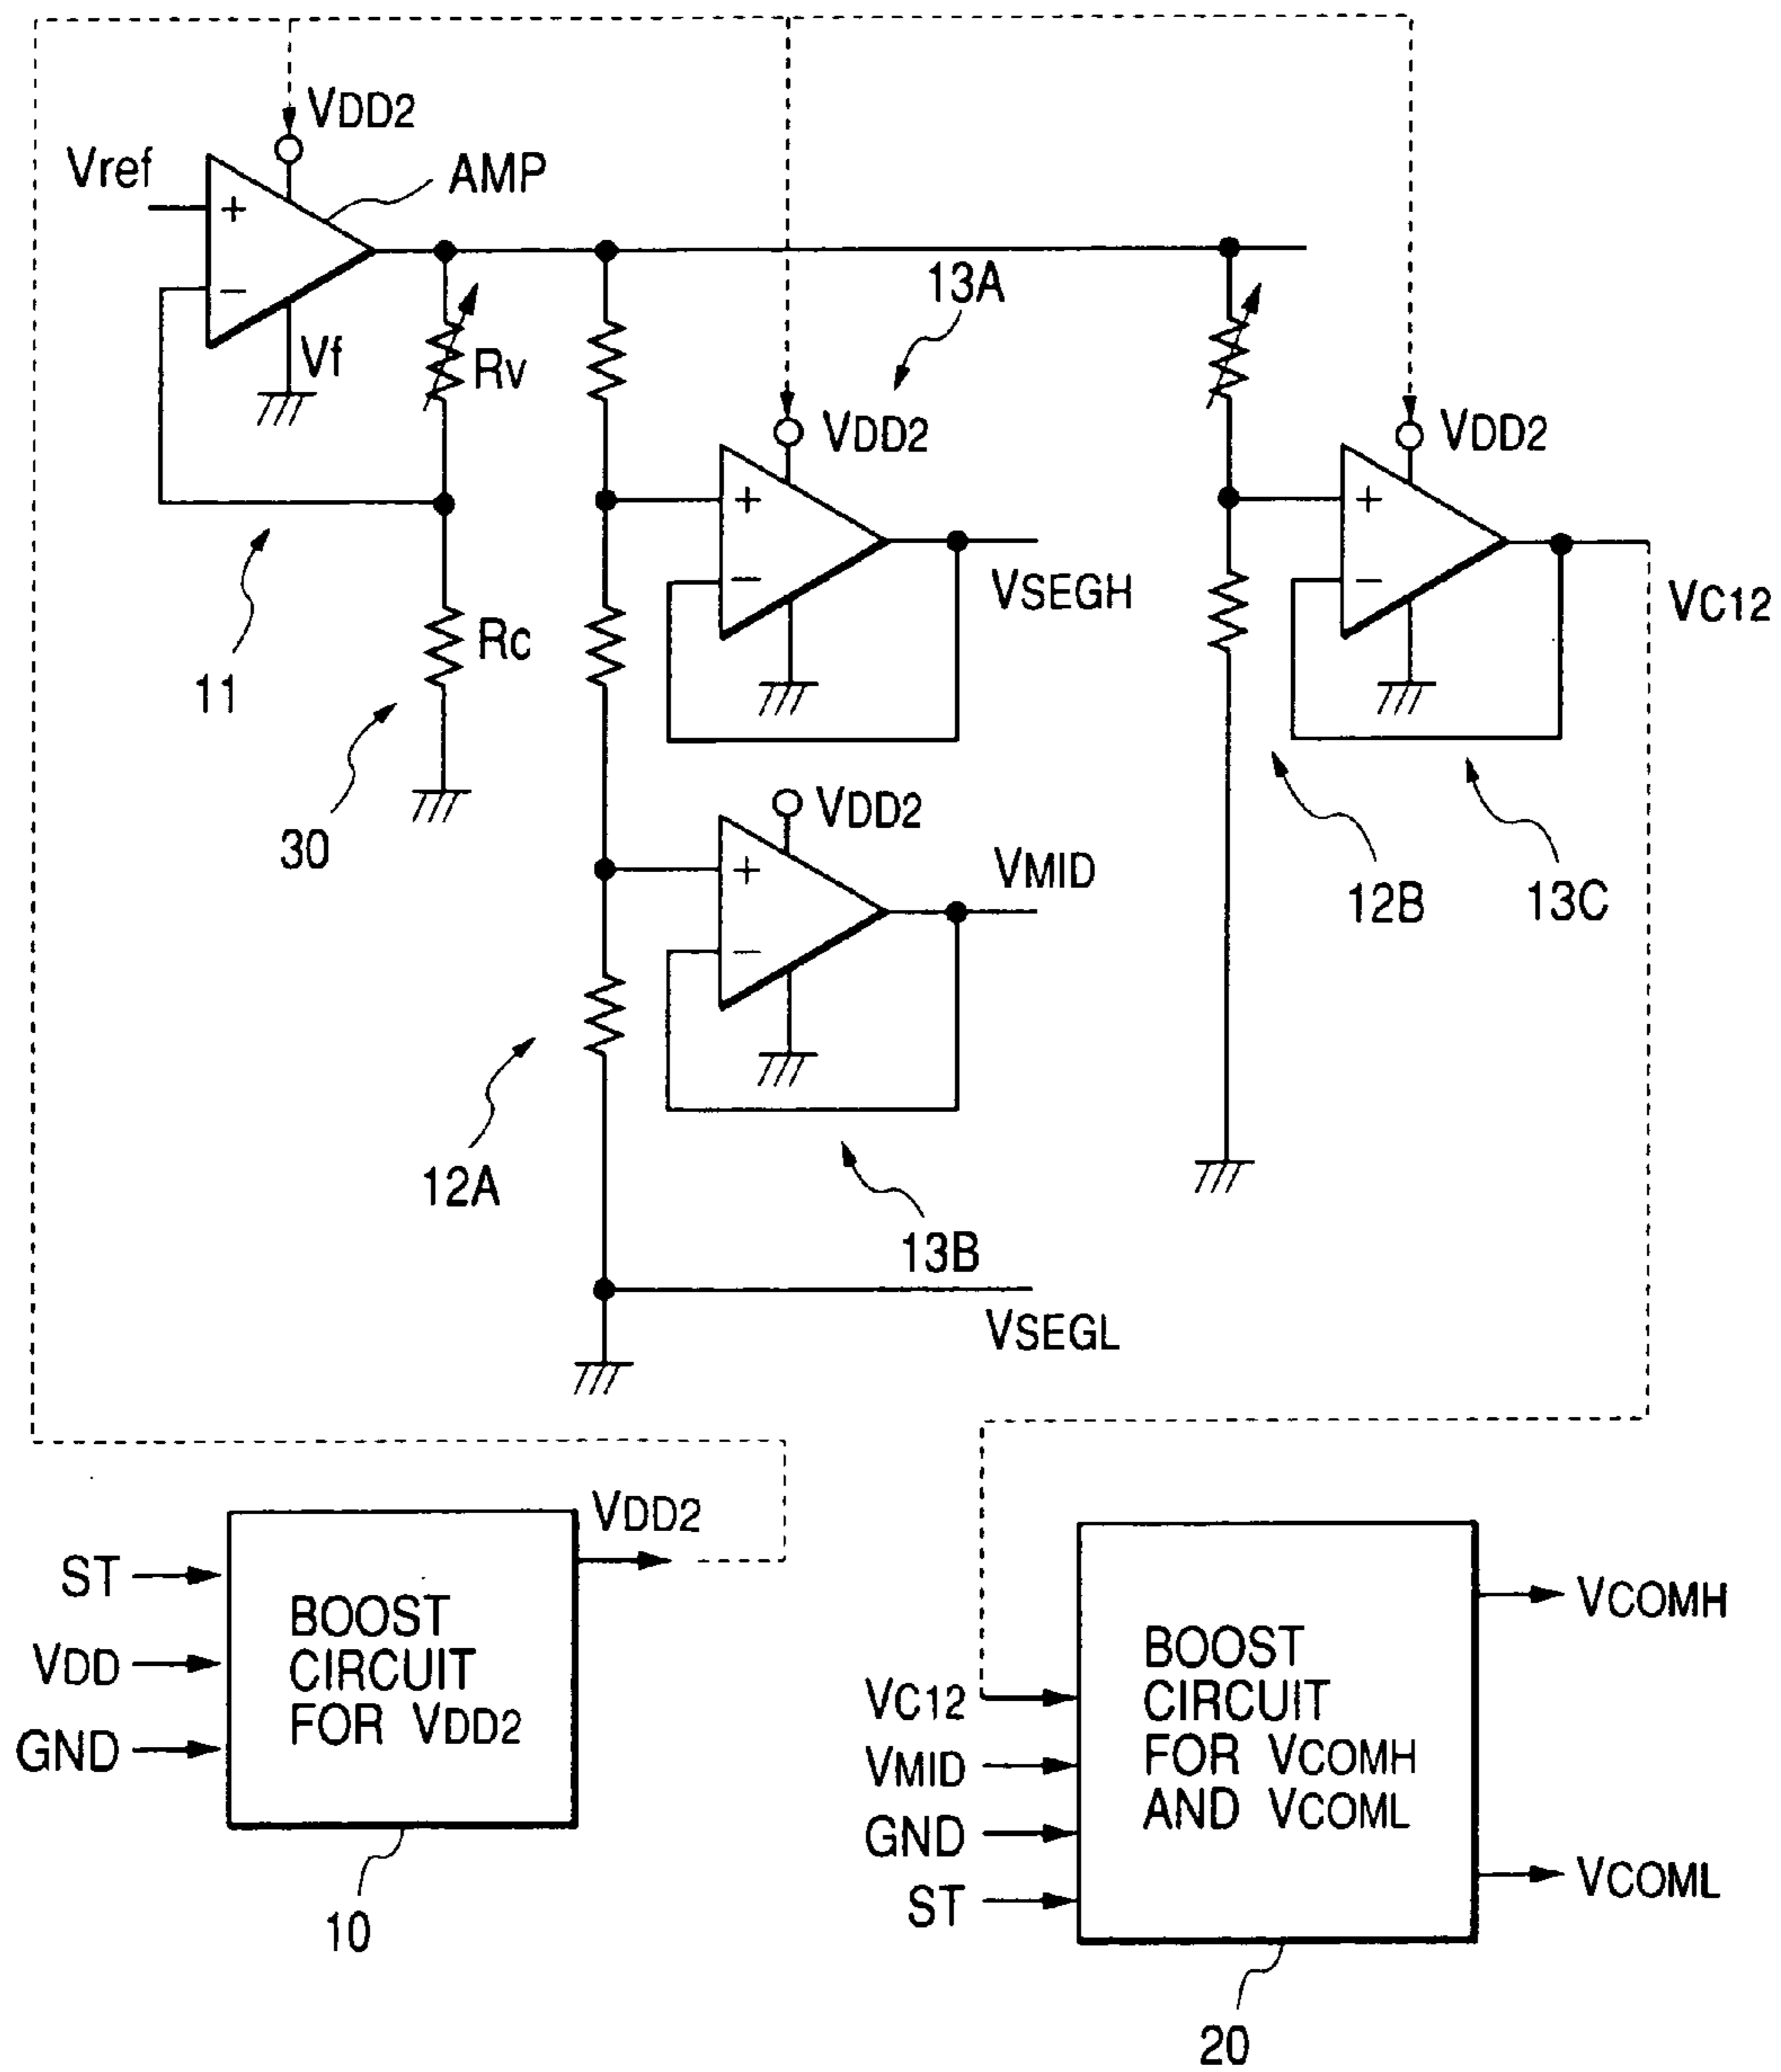 VDD2
Vref
AMP
+
−
Vf
Rv
13A
VDD2
VDD2
+
−
+
−
11
VSEGH
VC12
Rc
30
VDD2
VMID
+
−
12B
13C
12A
13B
VSEGL
VDD2
ST
VDD
GND
BOOST
CIRCUIT
FOR VDD2
10
VC12
VMID
GND
ST
BOOST
CIRCUIT
FOR VCOMH
AND VCOML
VCOMH
VCOML
20